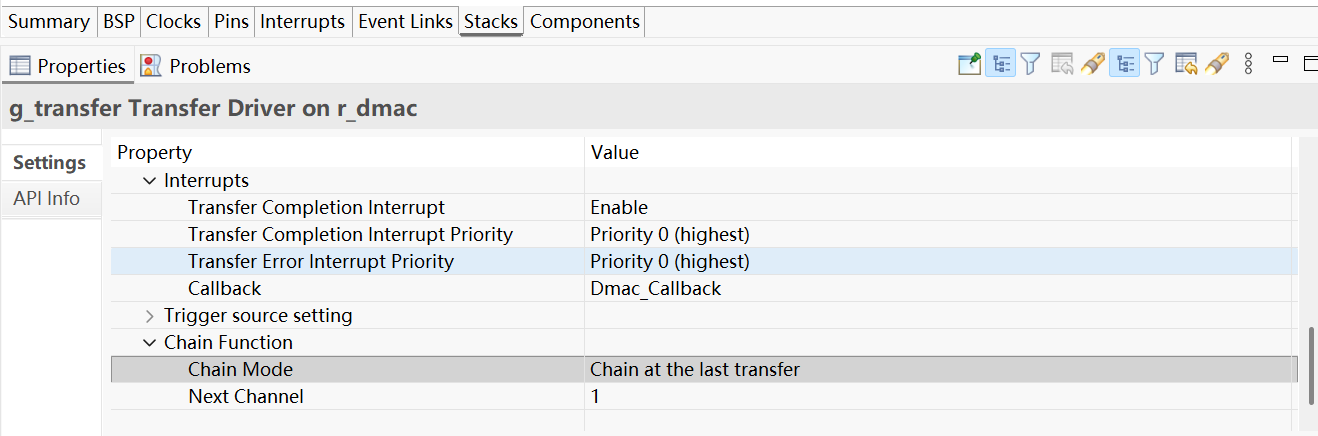 Summary BSP Clocks Pins Interrupts Event Links Stacks Components
Properties Problems
g_transfer Transfer Driver on r_dmac
Settings
API Info
Property Value
Interrupts
Transfer Completion Interrupt Enable
Transfer Completion Interrupt Priority Priority 0 (highest)
Transfer Error Interrupt Priority Priority 0 (highest)
Callback Dmac_Callback
Trigger source setting
Chain Function
Chain Mode Chain at the last transfer
Next Channel 1